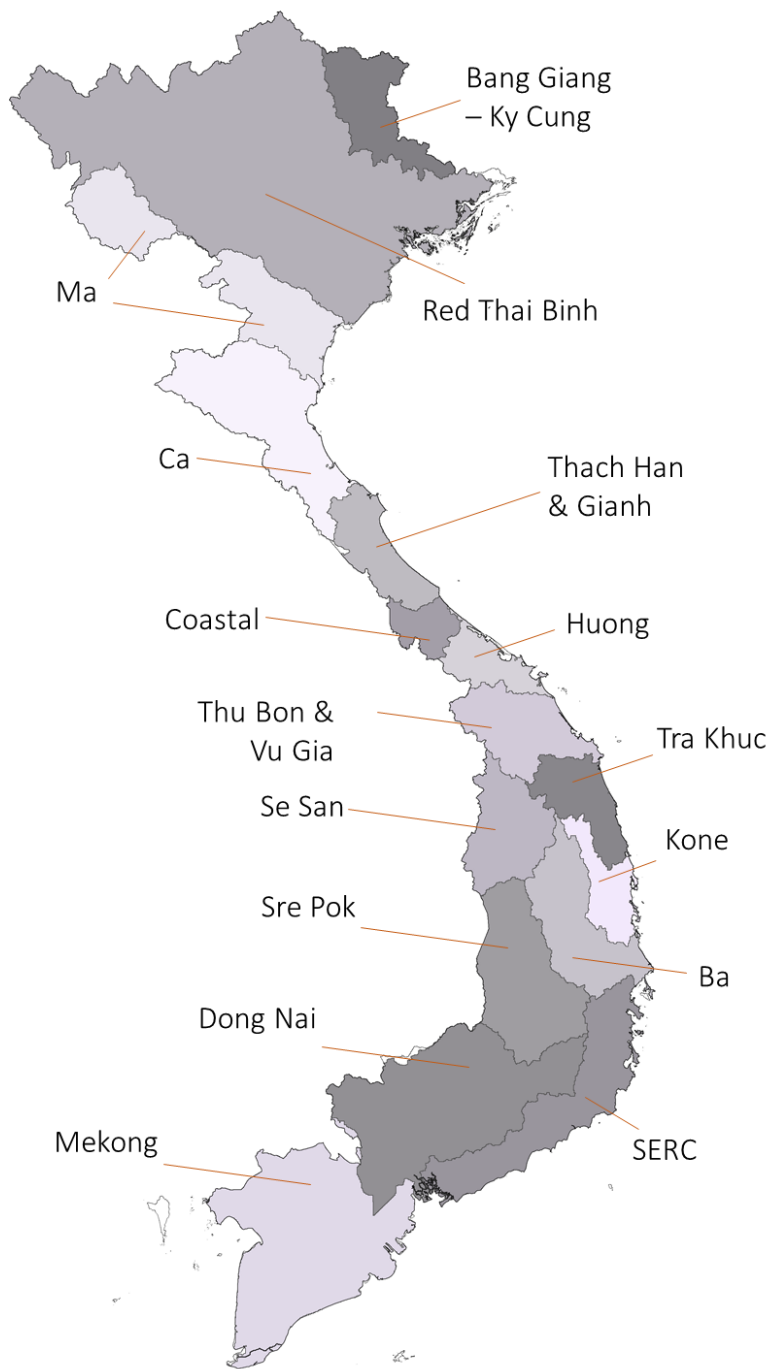 Bang Giang
– Ky Cung
Ma
Red Thai Binh
Ca
Thach Han
& Gianh
Coastal
Huong
Thu Bon &
Vu Gia
Tra Khuc
Se San
Kone
Sre Pok
Ba
Dong Nai
Mekong
SERC